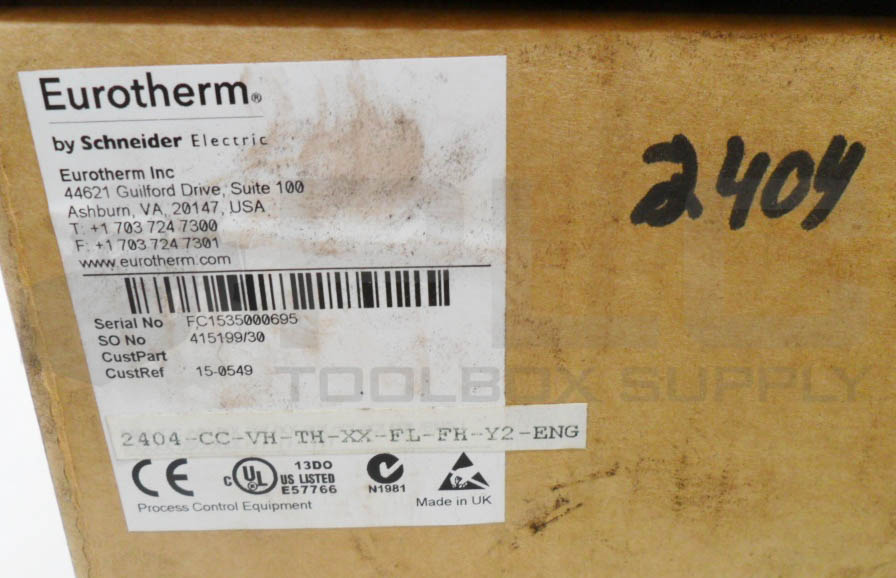 Eurotherm®
by Schneider Electric
Eurotherm Inc
44621 Guilford Drive, Suite 100
Ashburn, VA, 20147, USA
T: +1 703 724 7300
F: +1 703 724 7301
www.eurotherm.com
Serial No FC1535000695
SO No 415199/30
CustPart
CustRef 15-0549
2404-CC-VH-TH-XX-FL-FH-Y2-ENG
CE
c UL US LISTED
13DO
E57766
N1981
Process Control Equipment
Made in UK
2404
TOOLBOX SUPPLY